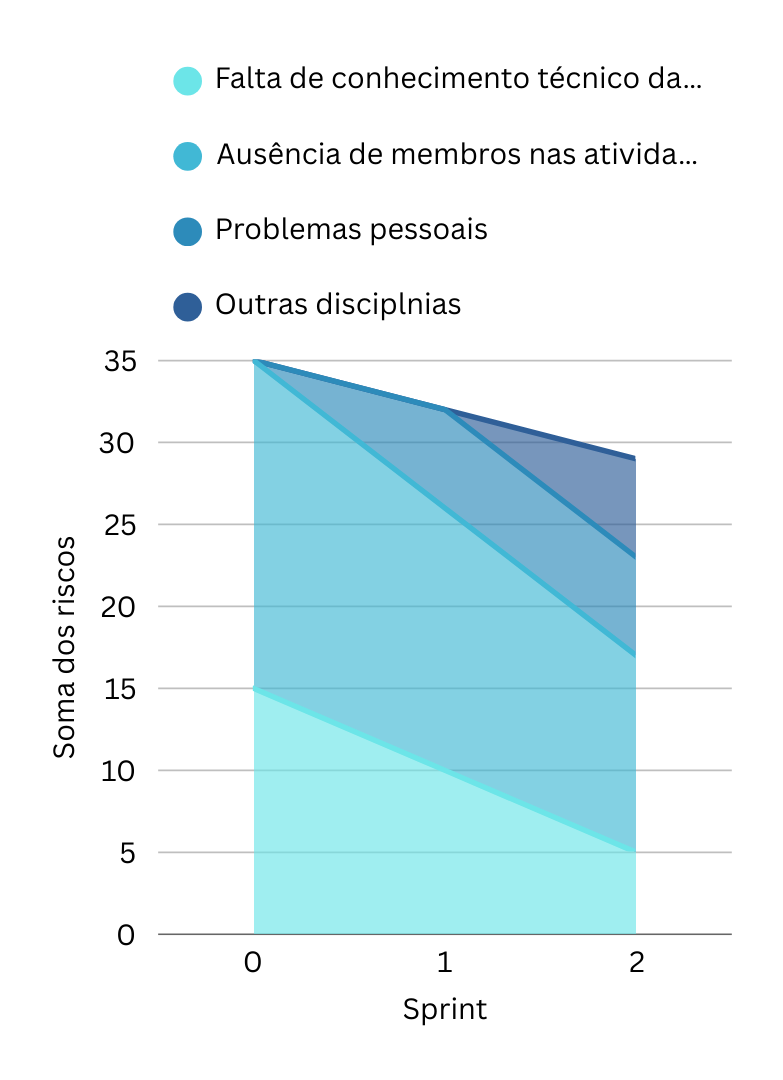 Falta de conhecimento técnico da...
Ausência de membros nas ativida...
Problemas pessoais
Outras disciplnias
35
30
25
20
15
10
5
0
Soma dos riscos
0 1 2
Sprint